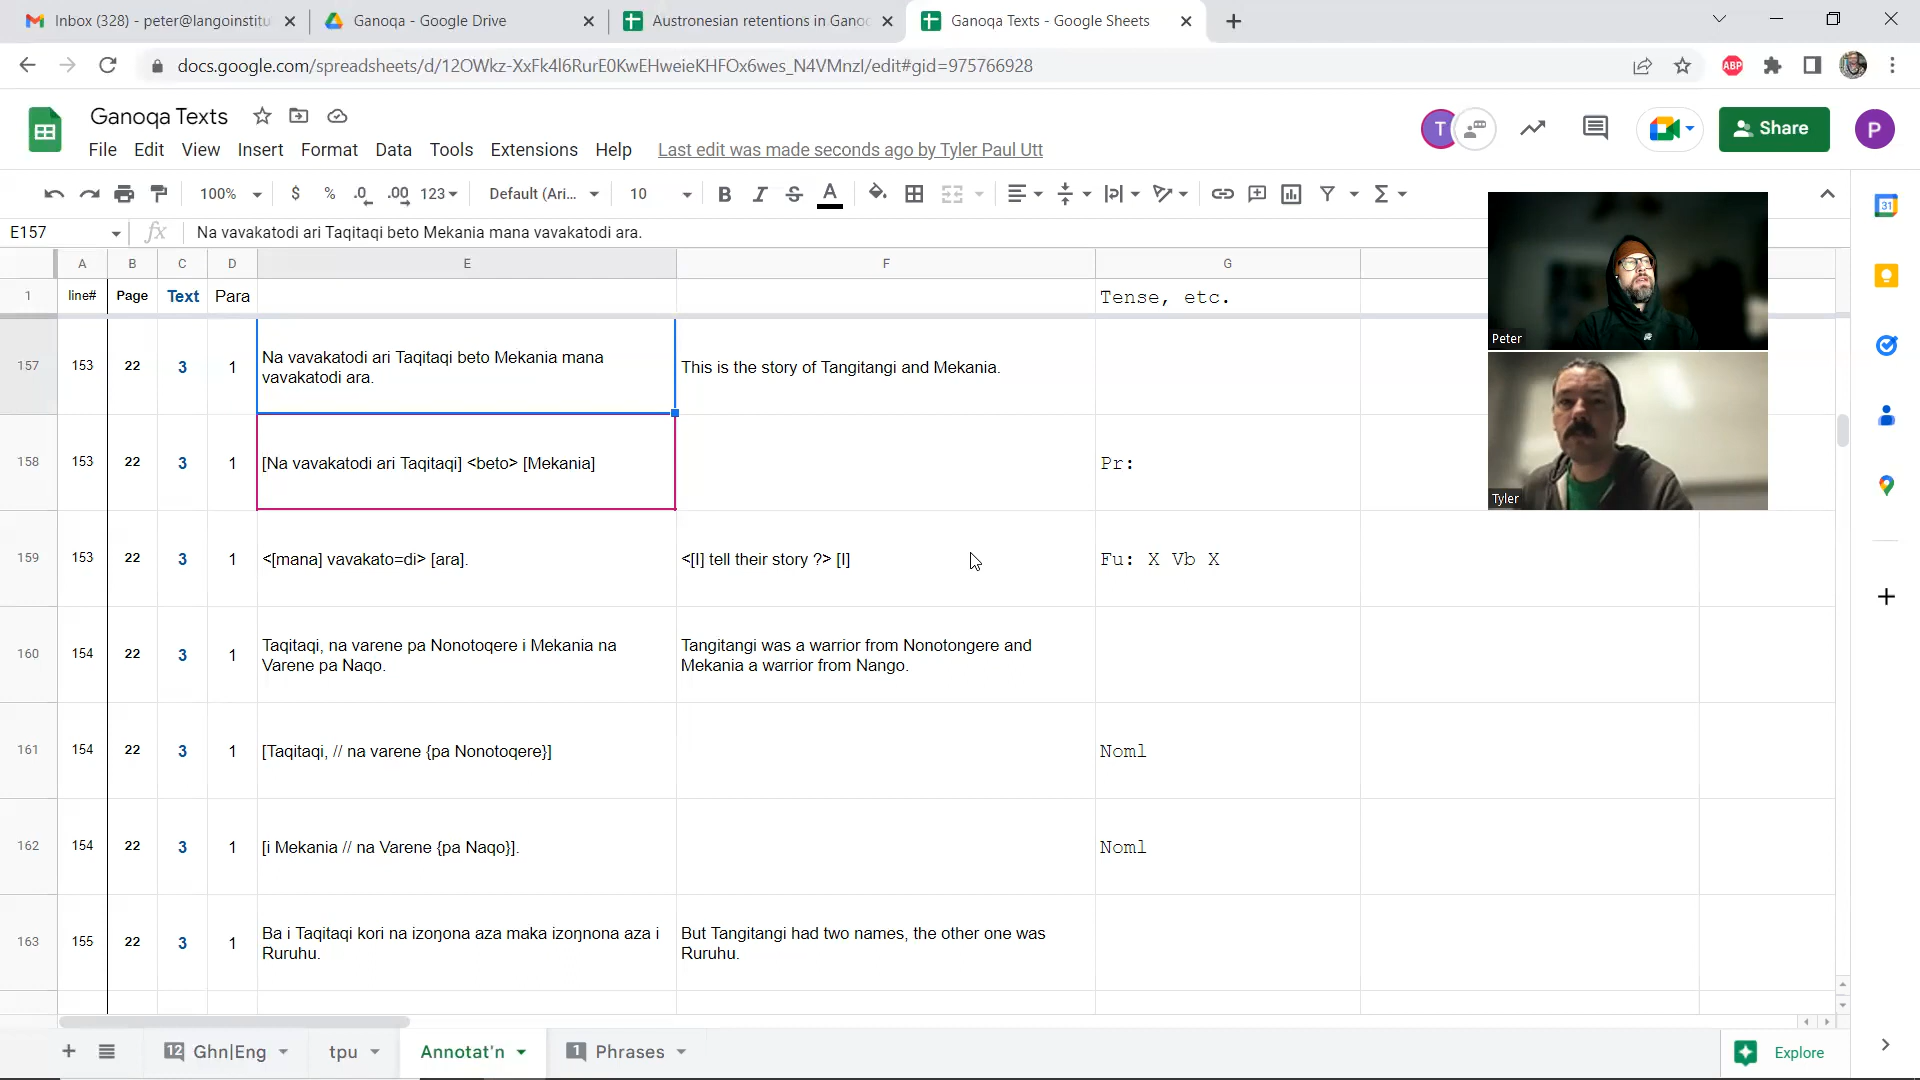 Inbox (328) - peter@langoinstitu
Ganoqa - Google Drive
Austronesian retentions in Ganoq
Ganoqa Texts - Google Sheets
docs.google.com/spreadsheets/d/12OWkz-XxFk4l6RurE0KwEHweieKHFOx6wes_N4VMnzI/edit#gid=975766928
ABP
Ganoqa Texts
T
Share
P
File Edit View Insert Format Data Tools Extensions Help Last edit was made seconds ago by Tyler Paul Utt
100% $ % .0 .00 123 Default (Ari... 10 B I S A
31
E157 fx Na vavakatodi ari Taqitaqi beto Mekania mana vavakatodi ara.
A B C D E F G
1 line# Page Text Para Tense, etc.
157 153 22 3 1 Na vavakatodi ari Taqitaqi beto Mekania mana
vavakatodi ara. This is the story of Tangitangi and Mekania.
158 153 22 3 1 [Na vavakatodi ari Taqitaqi] <beto> [Mekania] Pr:
159 153 22 3 1 <[mana] vavakato=di> [ara]. <[I] tell their story ?> [I] Fu: X Vb X
160 154 22 3 1 Taqitaqi, na varene pa Nonotoqere i Mekania na
Varene pa Naqo. Tangitangi was a warrior from Nonotongere and
Mekania a warrior from Nango.
161 154 22 3 1 [Taqitaqi, // na varene {pa Nonotoqere}] Noml
162 154 22 3 1 [i Mekania // na Varene {pa Naqo}]. Noml
163 155 22 3 1 Ba i Taqitaqi kori na izoŋona aza maka izoŋnona aza i
Ruruhu. But Tangitangi had two names, the other one was
Ruruhu.
Peter
Tyler
12 Ghn|Eng tpu Annotat'n 1 Phrases Explore